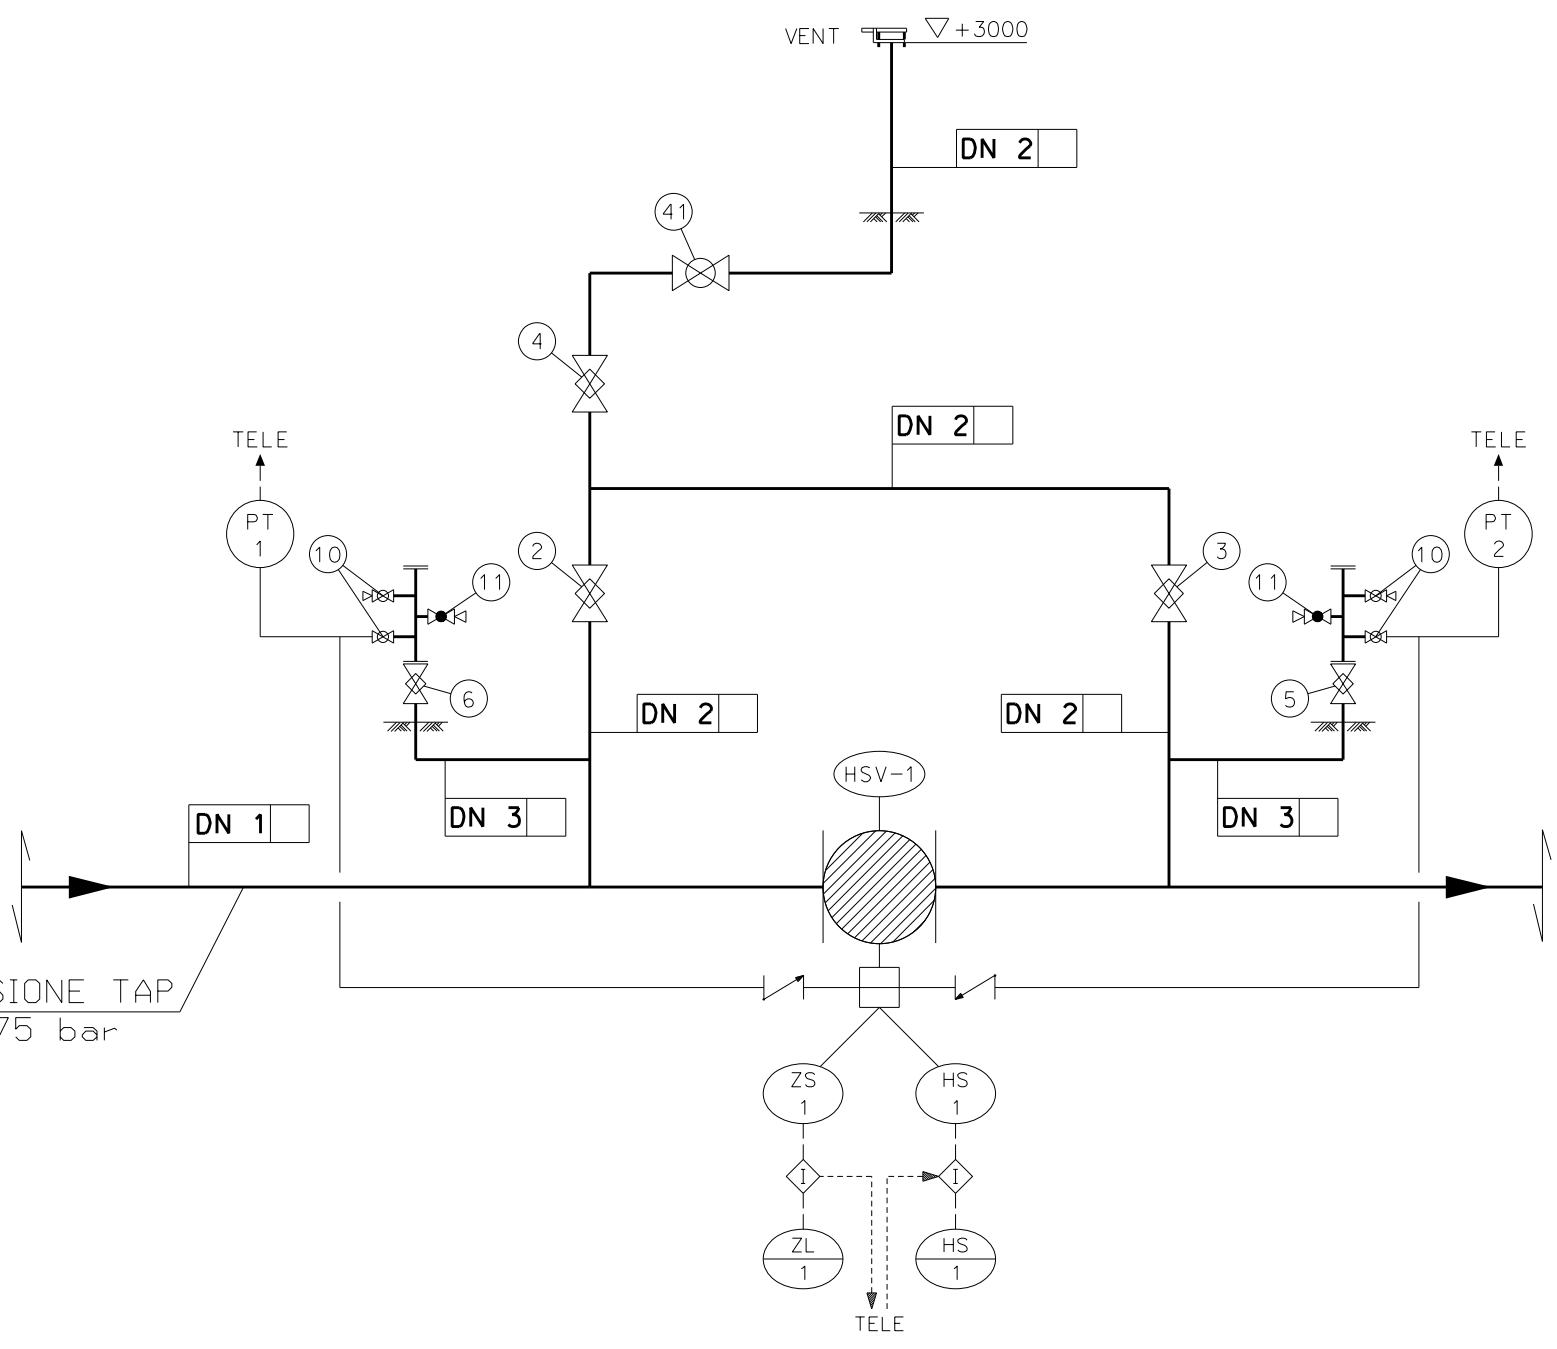 VENT
+3000
DN 2
41
4
DN 2
TELE
TELE
PT
1
10
11
2
3
11
10
PT
2
6
5
DN 2
DN 2
HSV-1
DN 1
DN 3
DN 3
SIONE TAP
75 bar
ZS
1
HS
1
I
I
ZL
1
HS
1
TELE